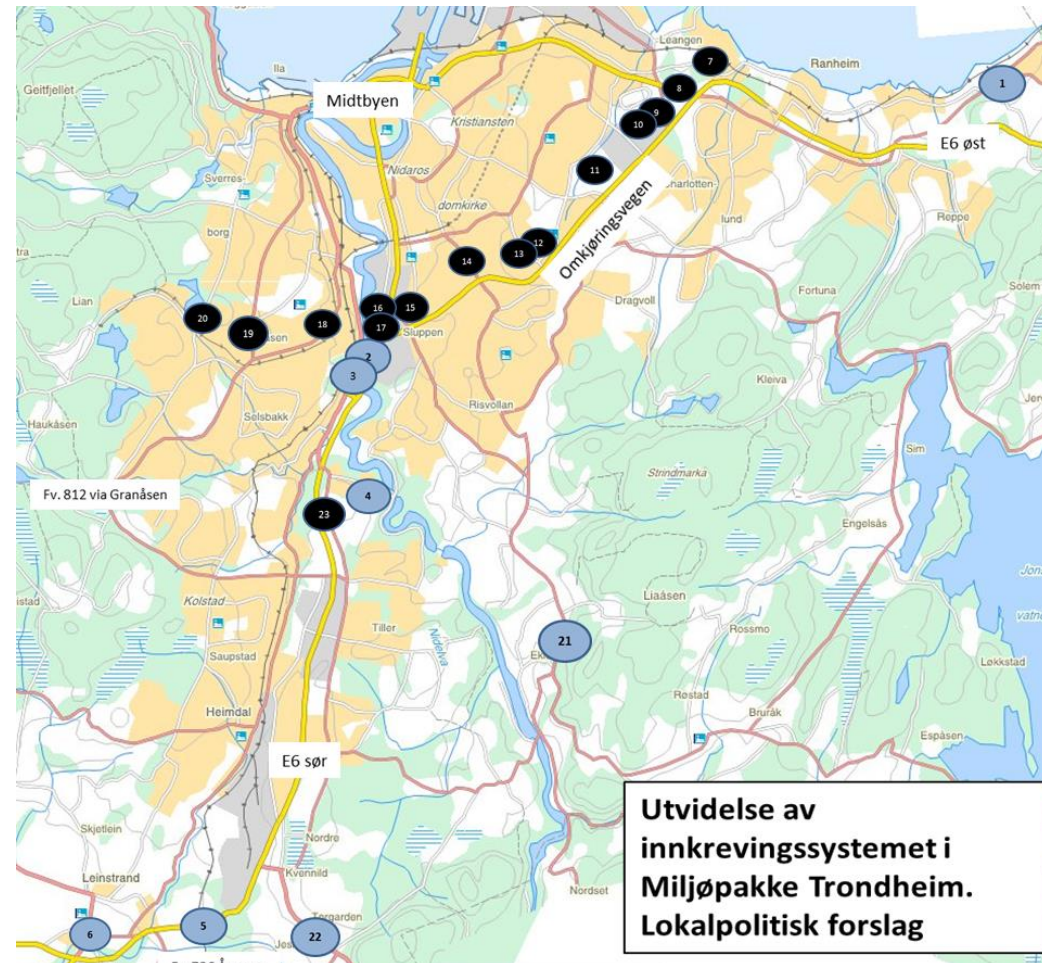 Geitfjellet
Ila
Leangen
7
Ranheim
1
8
Midtbyen
9
10
Kristiansten
E6 øst
11
Nidaros
Sverres-
borg
domkirke
lund
Reppe
Omkjøringsvegen
12
13
14
Dragvoll
Fortuna
Solem
Lian
20
19
18
16
15
17
Sluppen
2
3
Kleiva
Risvollan
Selsbakk
Haukåsen
Sim
Strindmarka
Fv. 812 via Granåsen
4
23
Engelsås
Kolstad
Tiller
Liaåsen
Nidelva
21
Rossmo
Saupstad
Løkkstad
Røstad
Heimdal
Bruråk
Espåsen
E6 sør
Utvidelse av
innkrevingssystemet i
Miljøpakke Trondheim.
Lokalpolitisk forslag
Skjetlein
Nordre
Kvennild
Leinstrand
Nordset
Torgarden
5
6
22